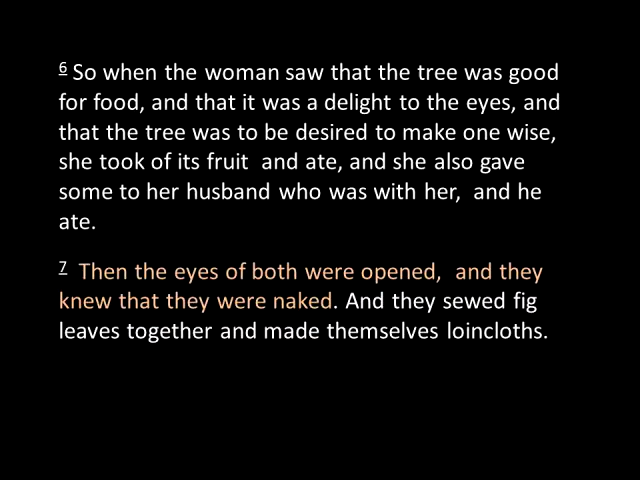 6 So when the woman saw that the tree was good
for food, and that it was a delight to the eyes, and
that the tree was to be desired to make one wise,
she took of its fruit and ate, and she also gave
some to her husband who was with her, and he
ate.
7 Then the eyes of both were opened, and they
knew that they were naked. And they sewed fig
leaves together and made themselves loincloths.